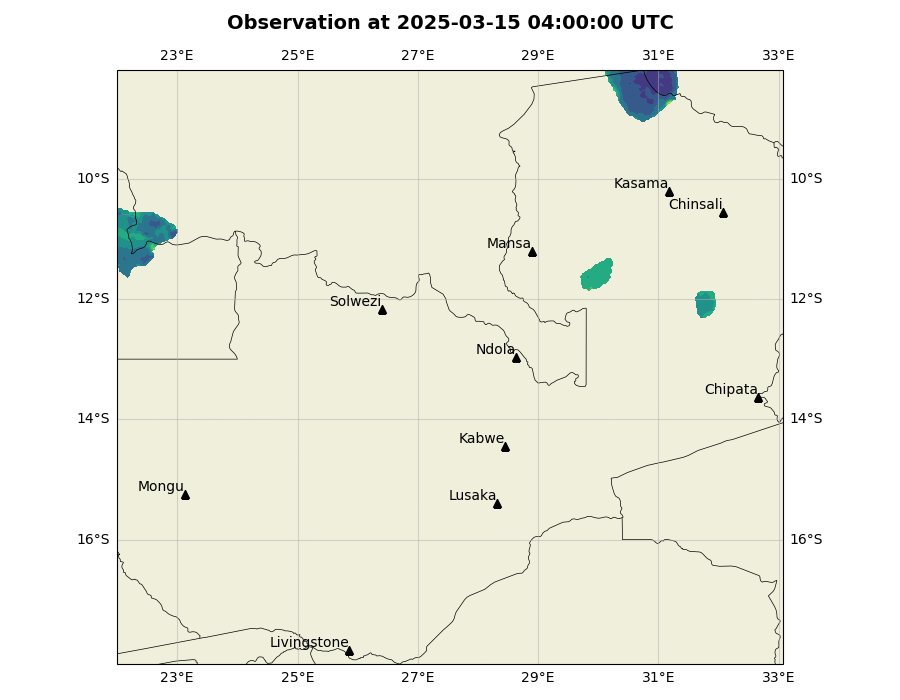 Observation at 2025-03-15 04:00:00 UTC
23°E 25°E 27°E 29°E 31°E 33°E
10°S 10°S
Kasama
Chinsali
Mansa
12°S 12°S
Solwezi
Ndola
Chipata
14°S 14°S
Kabwe
Mongu
Lusaka
16°S 16°S
Livingstone
23°E 25°E 27°E 29°E 31°E 33°E